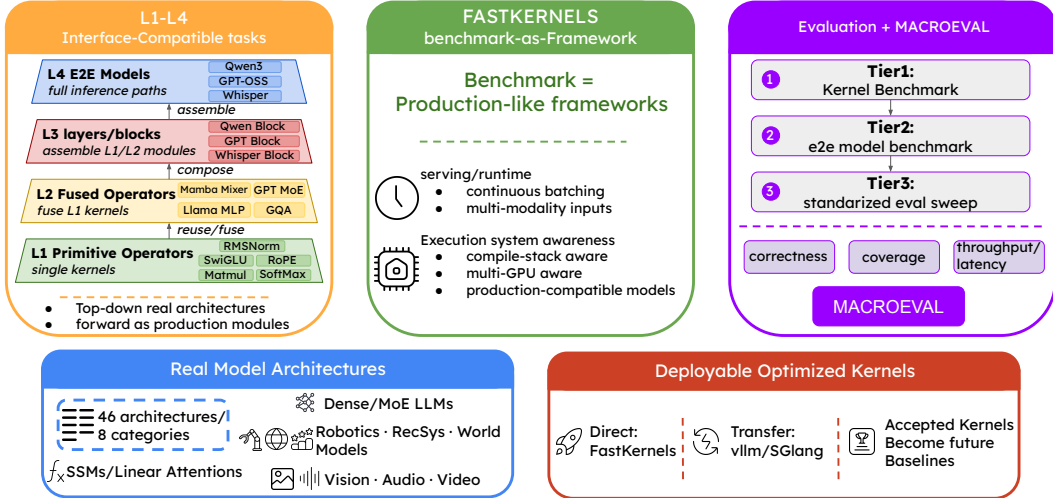 L1-L4
Interface-Compatible tasks
L4 E2E Models
full inference paths
Qwen3
GPT-OSS
Whisper
assemble
L3 layers/blocks
assemble L1/L2 modules
Qwen Block
GPT Block
Whisper Block
compose
L2 Fused Operators
fuse L1 kernels
Mamba Mixer
GPT MoE
Llama MLP
GQA
reuse/fuse
L1 Primitive Operators
single kernels
RMSNorm
SwiGLU
RoPE
Matmul
SoftMax
● Top-down real architectures
● forward as production modules
FASTKERNELS
benchmark-as-Framework
Benchmark =
Production-like frameworks
serving/runtime
● continuous batching
● multi-modality inputs
Execution system awareness
● compile-stack aware
● multi-GPU aware
● production-compatible models
Evaluation + MACROEVAL
1
Tier1:
Kernel Benchmark
2
Tier2:
e2e model benchmark
3
Tier3:
standarized eval sweep
correctness
coverage
throughput/
latency
MACROEVAL
Real Model Architectures
46 architectures/
8 categories
Dense/MoE LLMs
Robotics · RecSys · World
Models
fx SSMs/Linear Attentions
Vision · Audio · Video
Deployable Optimized Kernels
Direct:
FastKernels
Transfer:
vllm/SGlang
Accepted Kernels
Become future
Baselines